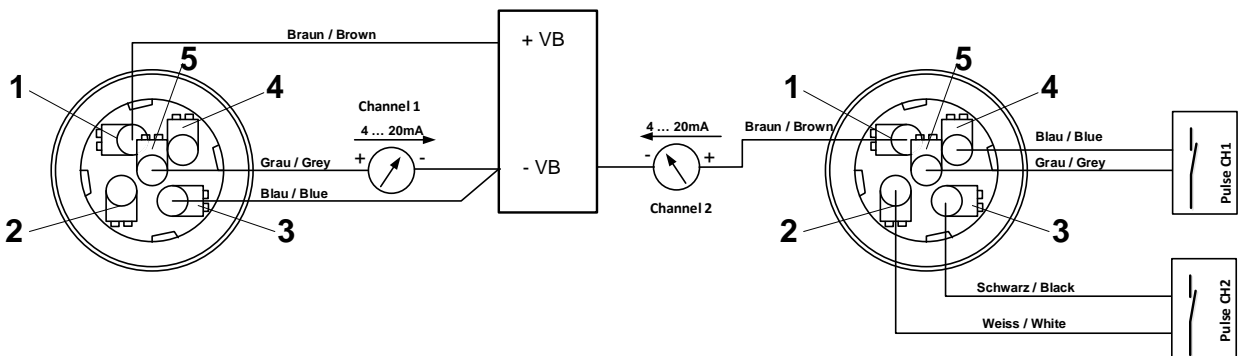 Braun / Brown
+ VB
- VB
1
5
4
2
3
Channel 1
4 ... 20mA
+ -
Grau / Grey
Blau / Blue
4 ... 20mA
- +
Channel 2
Braun / Brown
1
5
4
2
3
Blau / Blue
Grau / Grey
Pulse CH1
Schwarz / Black
Weiss / White
Pulse CH2